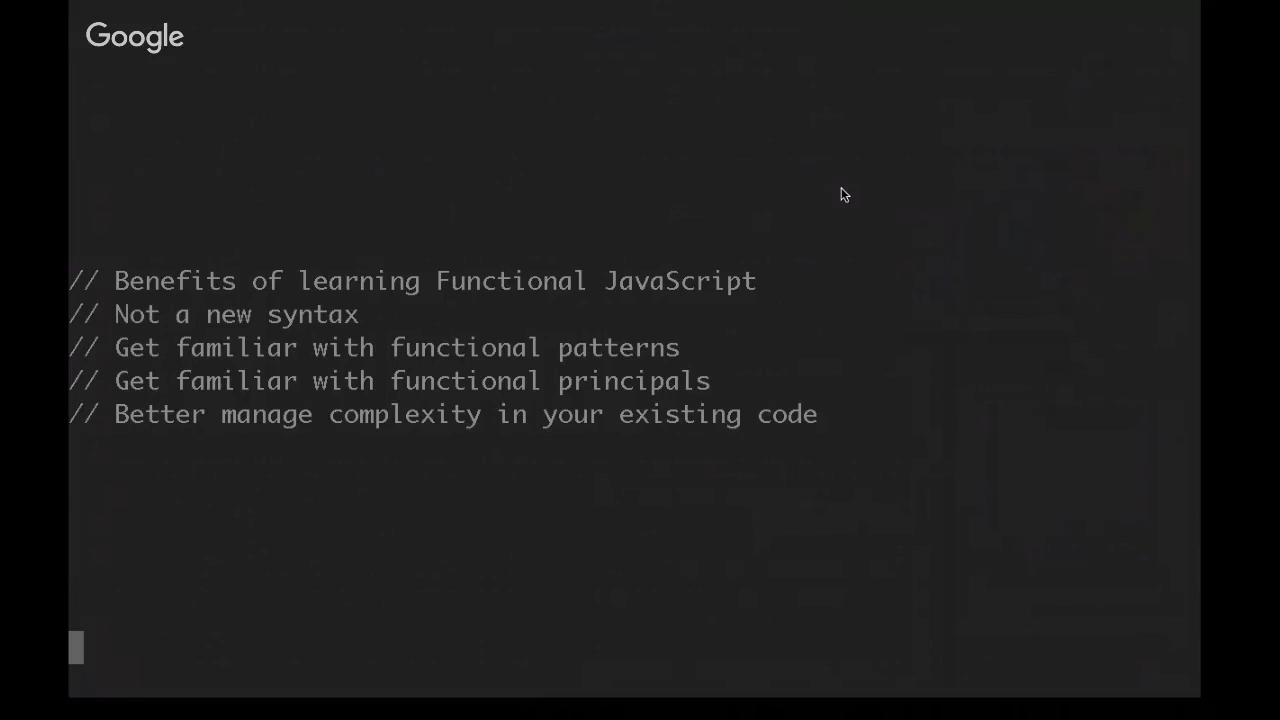 Google
// Benefits of learning Functional JavaScript
// Not a new syntax
// Get familiar with functional patterns
// Get familiar with functional principals
// Better manage complexity in your existing code